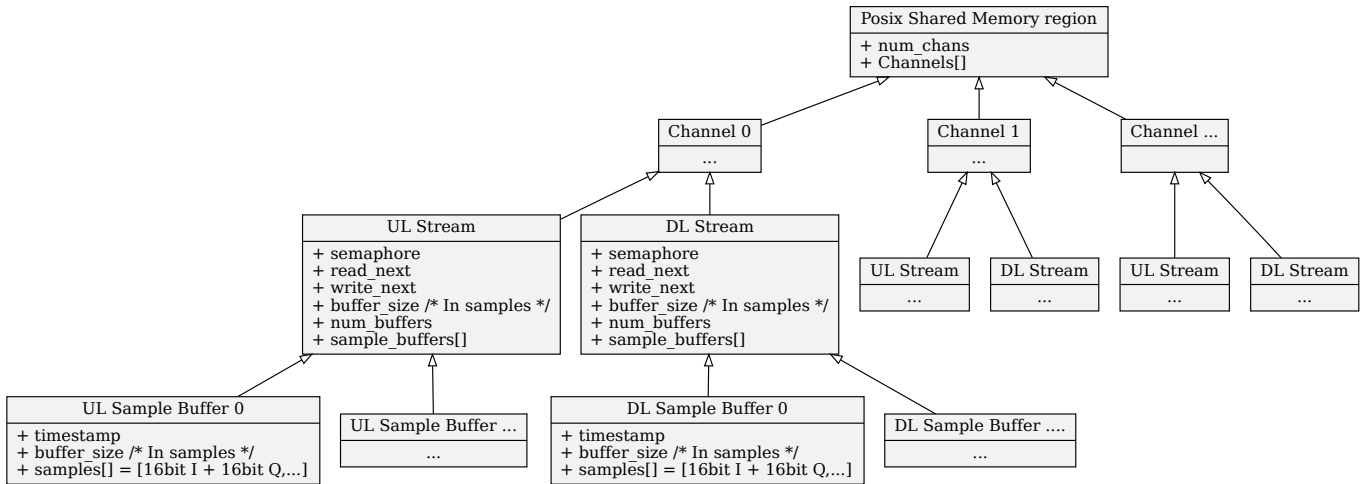 Posix Shared Memory region
+ num_chans
+ Channels[]
Channel 0
...
Channel 1
...
Channel ...
UL Stream
+ semaphore
+ read_next
+ write_next
+ buffer_size /* In samples */
+ num_buffers
+ sample_buffers[]
DL Stream
+ semaphore
+ read_next
+ write_next
+ buffer_size /* In samples */
+ num_buffers
+ sample_buffers[]
UL Stream
...
DL Stream
...
UL Stream
...
DL Stream
...
UL Sample Buffer 0
+ timestamp
+ buffer_size /* In samples */
+ samples[] = [16bit I + 16bit Q,...]
UL Sample Buffer ...
...
DL Sample Buffer 0
+ timestamp
+ buffer_size /* In samples */
+ samples[] = [16bit I + 16bit Q,...]
DL Sample Buffer ....
...